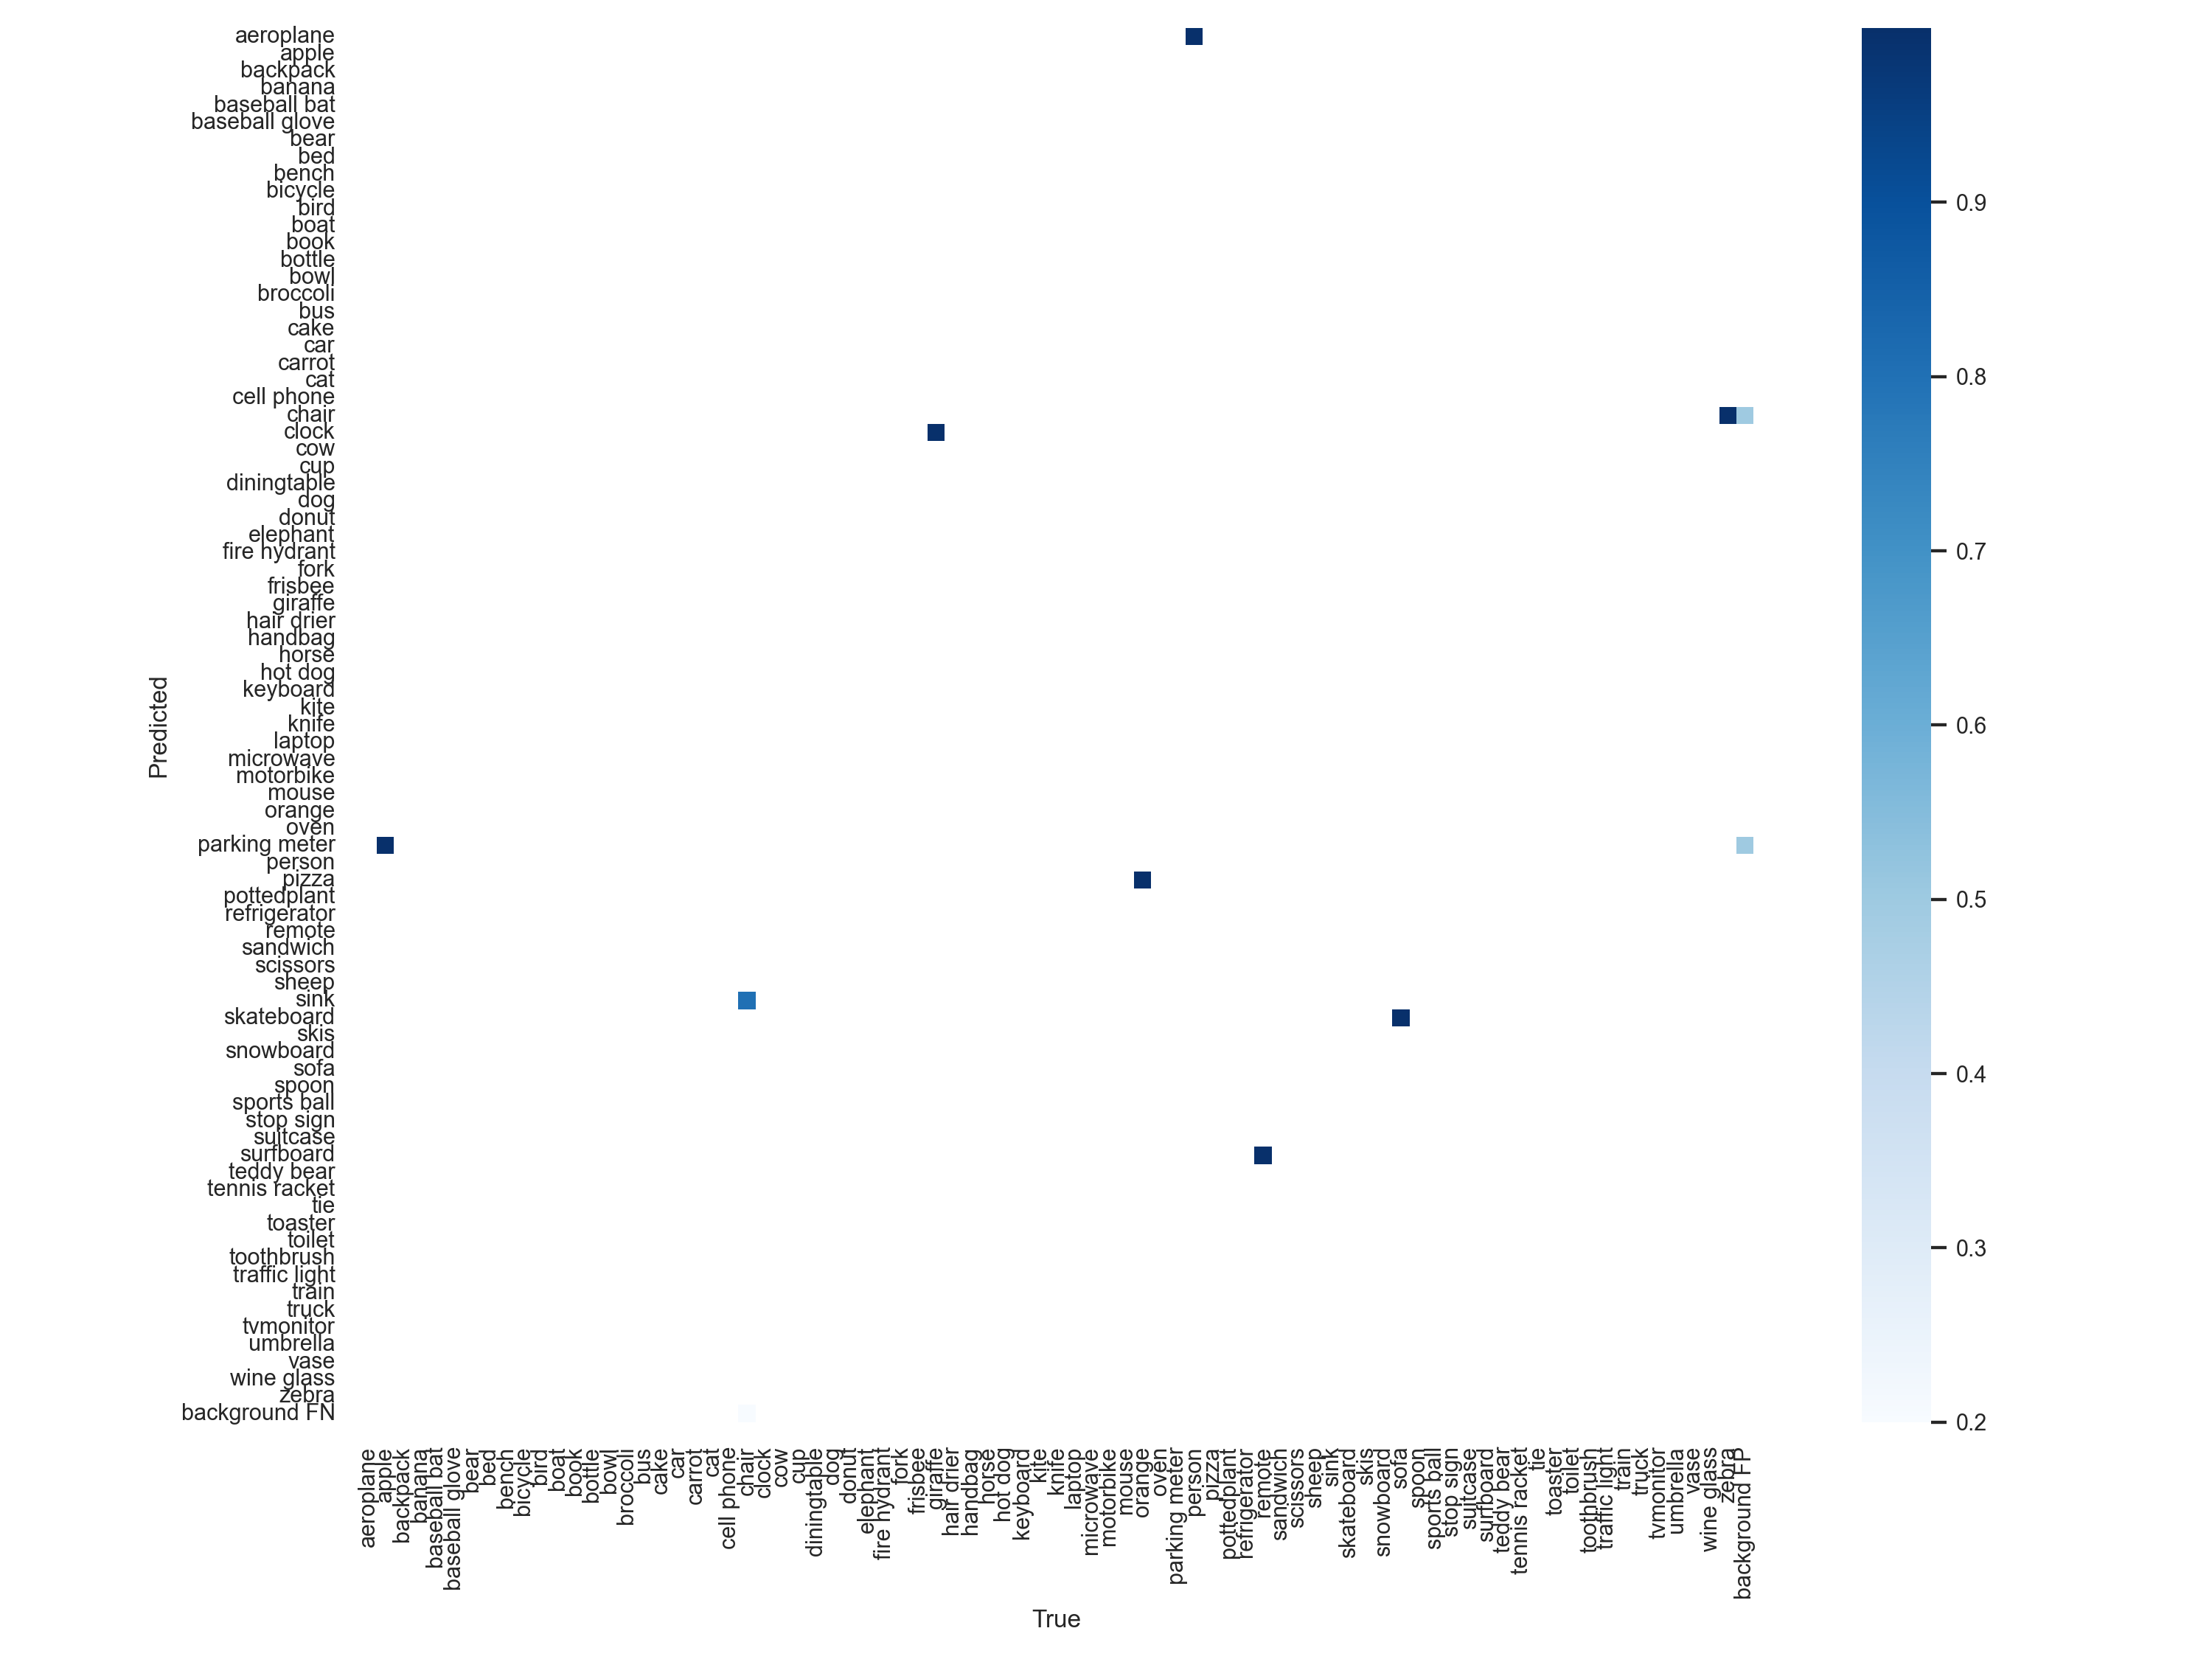 aeroplane
apple
backpack
banana
baseball bat
baseball glove
bear
bed
bench
bicycle
bird
boat
book
bottle
bowl
broccoli
bus
cake
car
carrot
cat
cell phone
chair
clock
cow
cup
diningtable
dog
donut
elephant
fire hydrant
fork
frisbee
giraffe
hair drier
handbag
horse
hot dog
keyboard
kite
knife
laptop
microwave
motorbike
mouse
orange
oven
parking meter
person
pizza
pottedplant
refrigerator
remote
sandwich
scissors
sheep
sink
skateboard
skis
snowboard
sofa
spoon
sports ball
stop sign
suitcase
surfboard
teddy bear
tennis racket
tie
toaster
toilet
toothbrush
traffic light
train
truck
tvmonitor
umbrella
vase
wine glass
zebra
background FN
Predicted
aeroplane
apple
backpack
banana
baseball bat
baseball glove
bear
bed
bench
bicycle
bird
boat
book
bottle
bowl
broccoli
bus
cake
car
carrot
cat
cell phone
chair
clock
cow
cup
diningtable
dog
donut
elephant
fire hydrant
fork
frisbee
giraffe
hair drier
handbag
horse
hot dog
keyboard
kite
knife
laptop
microwave
motorbike
mouse
orange
oven
parking meter
person
pizza
pottedplant
refrigerator
remote
sandwich
scissors
sheep
sink
skateboard
skis
snowboard
sofa
spoon
sports ball
stop sign
suitcase
surfboard
teddy bear
tennis racket
tie
toaster
toilet
toothbrush
traffic light
train
truck
tvmonitor
umbrella
vase
wine glass
zebra
background FP
True
0.9
0.8
0.7
0.6
0.5
0.4
0.3
0.2